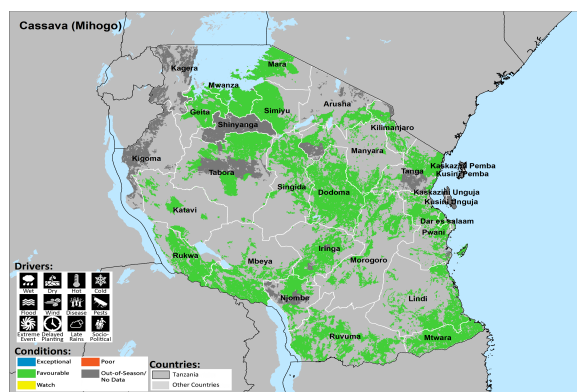 Cassava (Mihogo)
Mara
Kagera
Mwanza
Arusha
Geita
Simiyu
Shinyanga
Kilimanjaro
Manyara
Kigoma
Kaskazini Pemba
Tabora
Tanga
Kusini Pemba
Singida
Dodoma
Kaskazini Unguja
Kusini Unguja
Katavi
Dar es salaam
Pwani
Iringa
Rukwa
Mbeya
Morogoro
Njombe
Lindi
Ruvuma
Mtwara
Drivers:
Wet Dry Hot Cold
Flood Wind Disease Pests
Extreme Event Delayed Planting Late Rains Socio-Political
Conditions:
Exceptional Poor
Favourable Out-of-Season/ No Data
Watch
Countries:
Tanzania
Other Countries